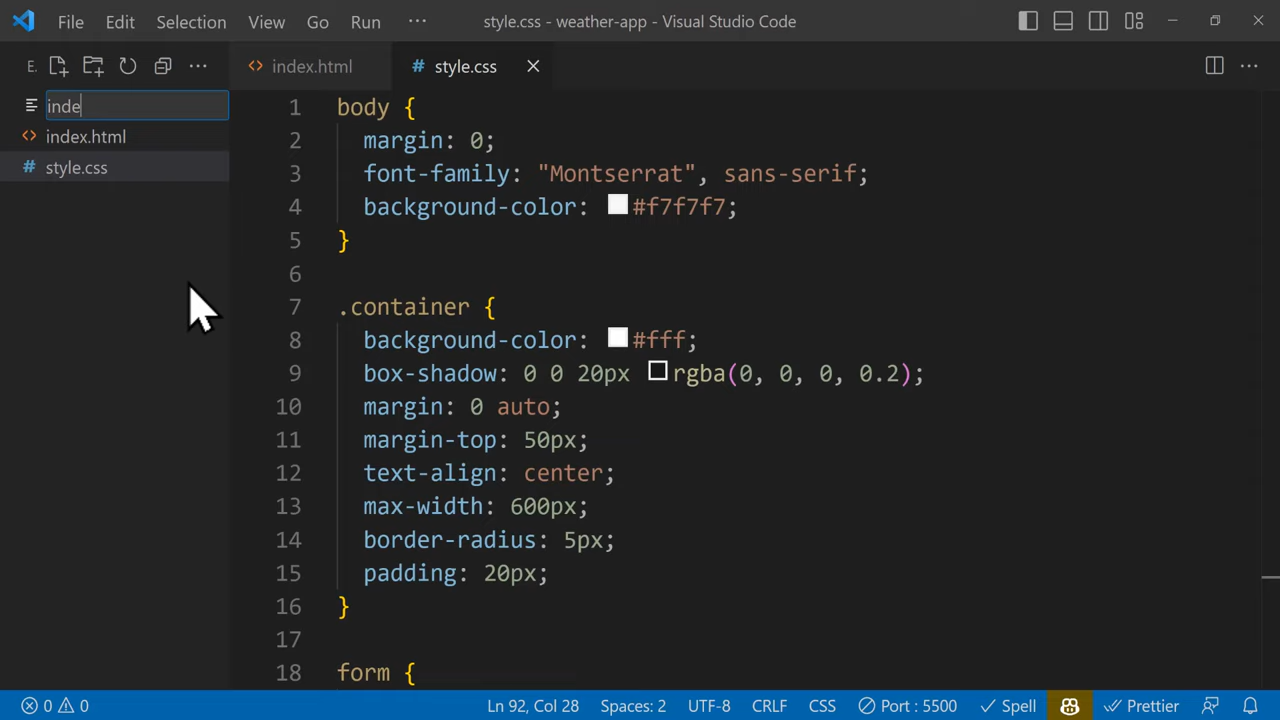 File Edit Selection View Go Run ··· style.css - weather-app - Visual Studio Code
E. ··· <> index.html # style.css ···
inde
<> index.html
# style.css
1 body {
2 margin: 0;
3 font-family: "Montserrat", sans-serif;
4 background-color: #f7f7f7;
5 }
6
7 .container {
8 background-color: #fff;
9 box-shadow: 0 0 20px rgba(0, 0, 0, 0.2);
10 margin: 0 auto;
11 margin-top: 50px;
12 text-align: center;
13 max-width: 600px;
14 border-radius: 5px;
15 padding: 20px;
16 }
17
18 form {
0 0 Ln 92, Col 28 Spaces: 2 UTF-8 CRLF CSS Port : 5500 Spell Prettier